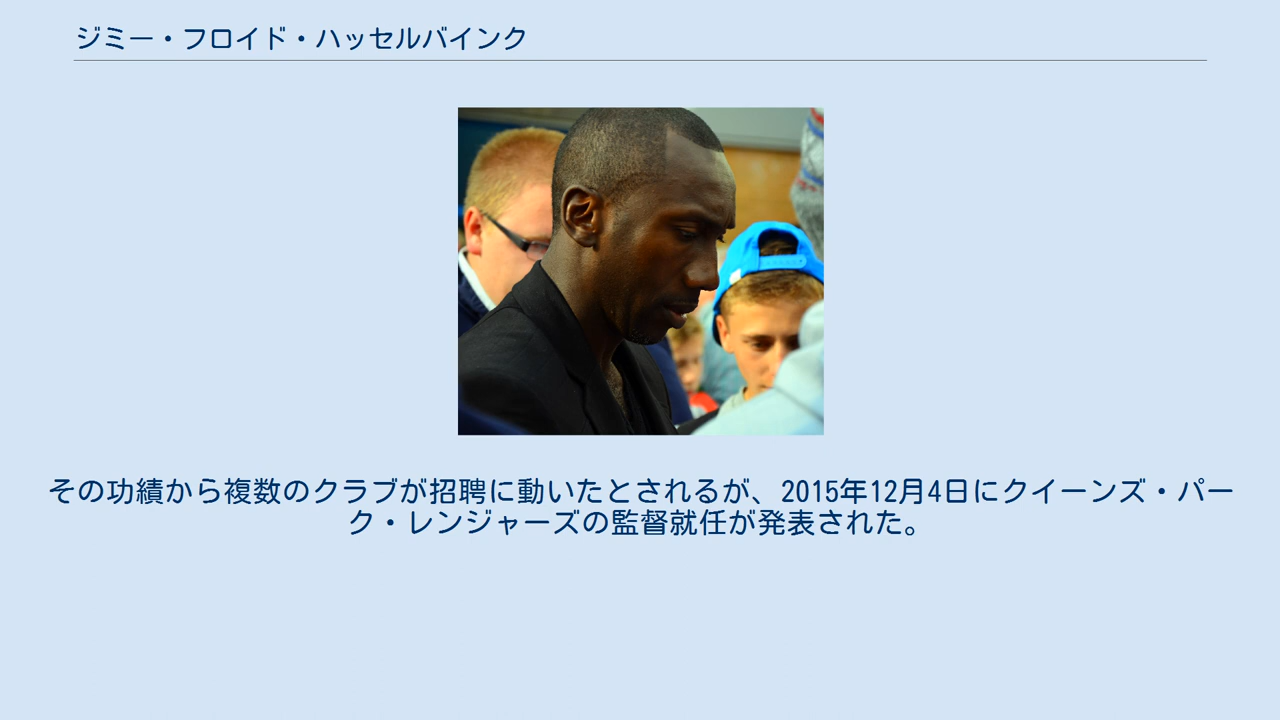 ジミー・フロイド・ハッセルバインク
その功績から複数のクラブが招聘に動いたとされるが、2015年12月4日にクイーンズ・パー
ク・レンジャーズの監督就任が発表された。